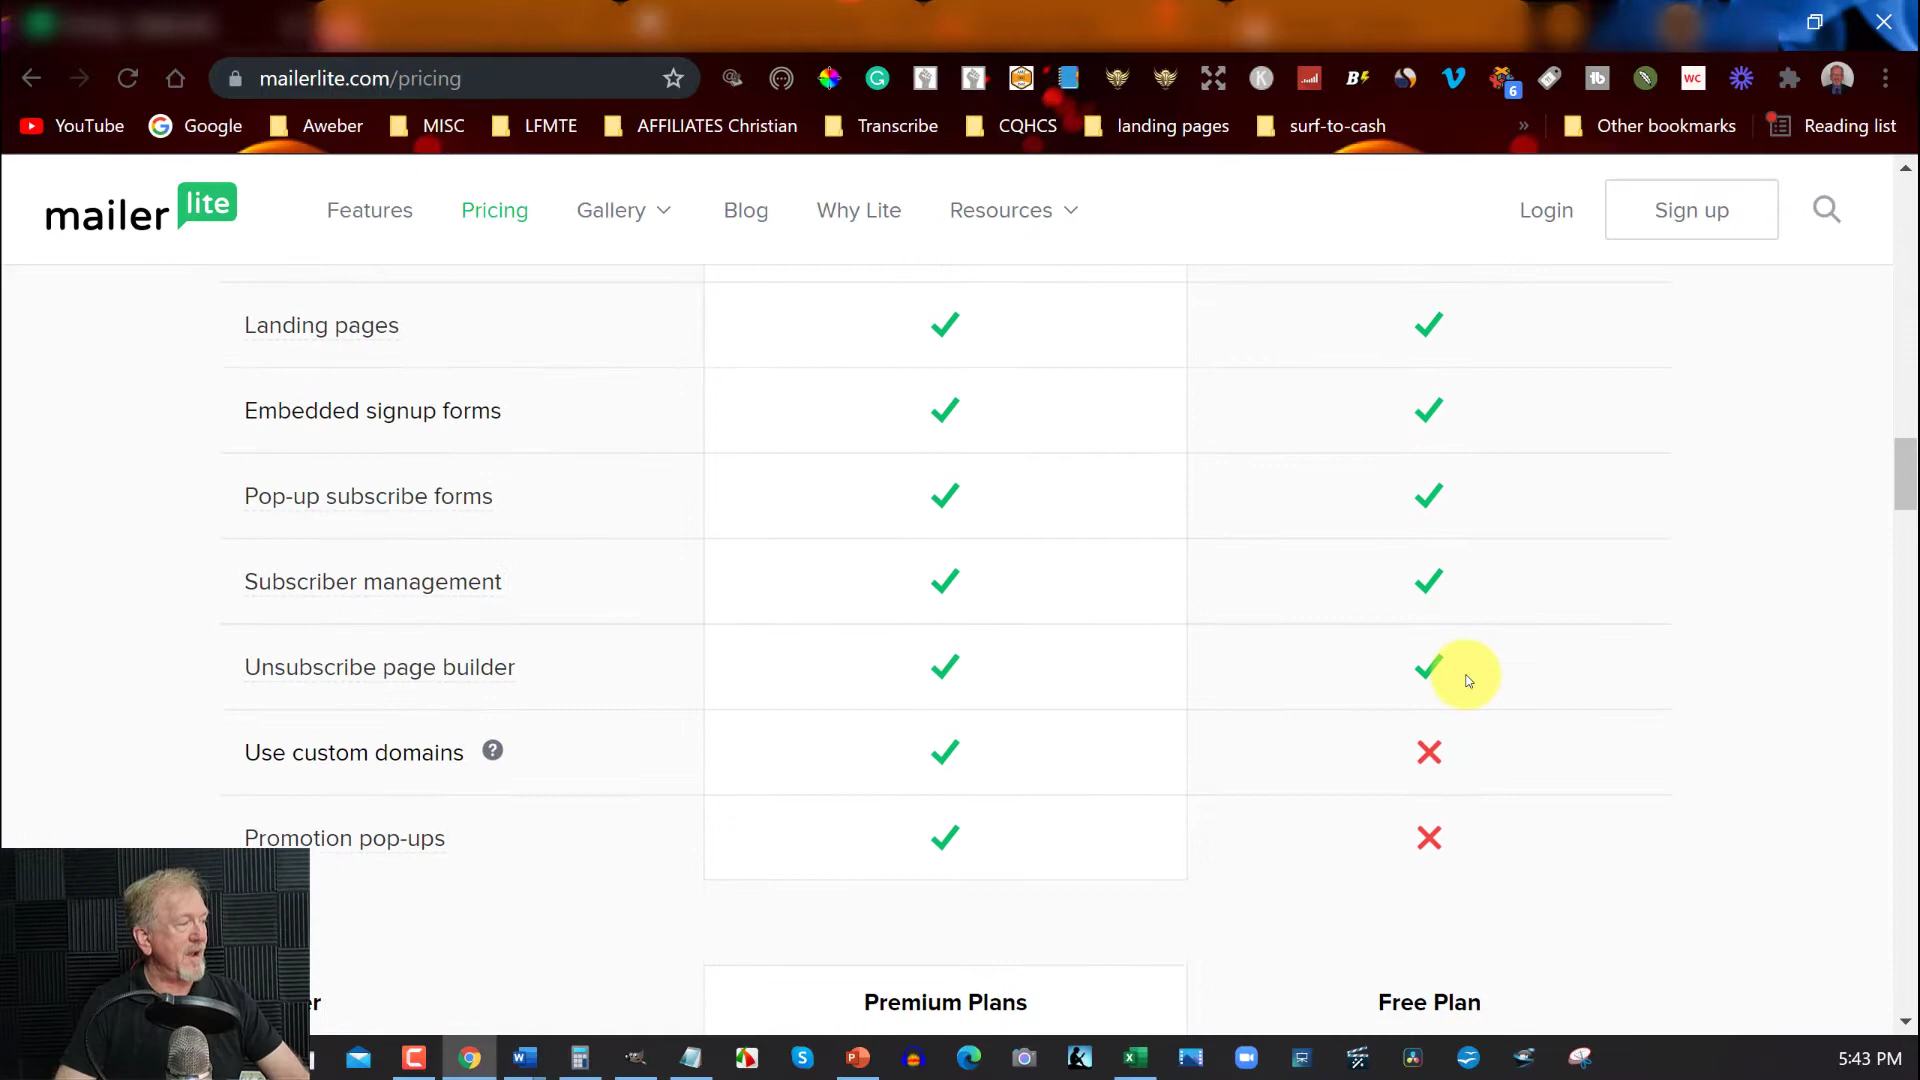 mailerlite.com/pricing
WC
6
YouTube
Google
Aweber
MISC
LFMTE
AFFILIATES Christian
Transcribe
CQHCS
landing pages
surf-to-cash
Other bookmarks
Reading list
mailer lite
Features
Pricing
Gallery
Blog
Why Lite
Resources
Login
Sign up
Landing pages
Embedded signup forms
Pop-up subscribe forms
Subscriber management
Unsubscribe page builder
Use custom domains ?
Promotion pop-ups
Premium Plans
Free Plan
5:43 PM